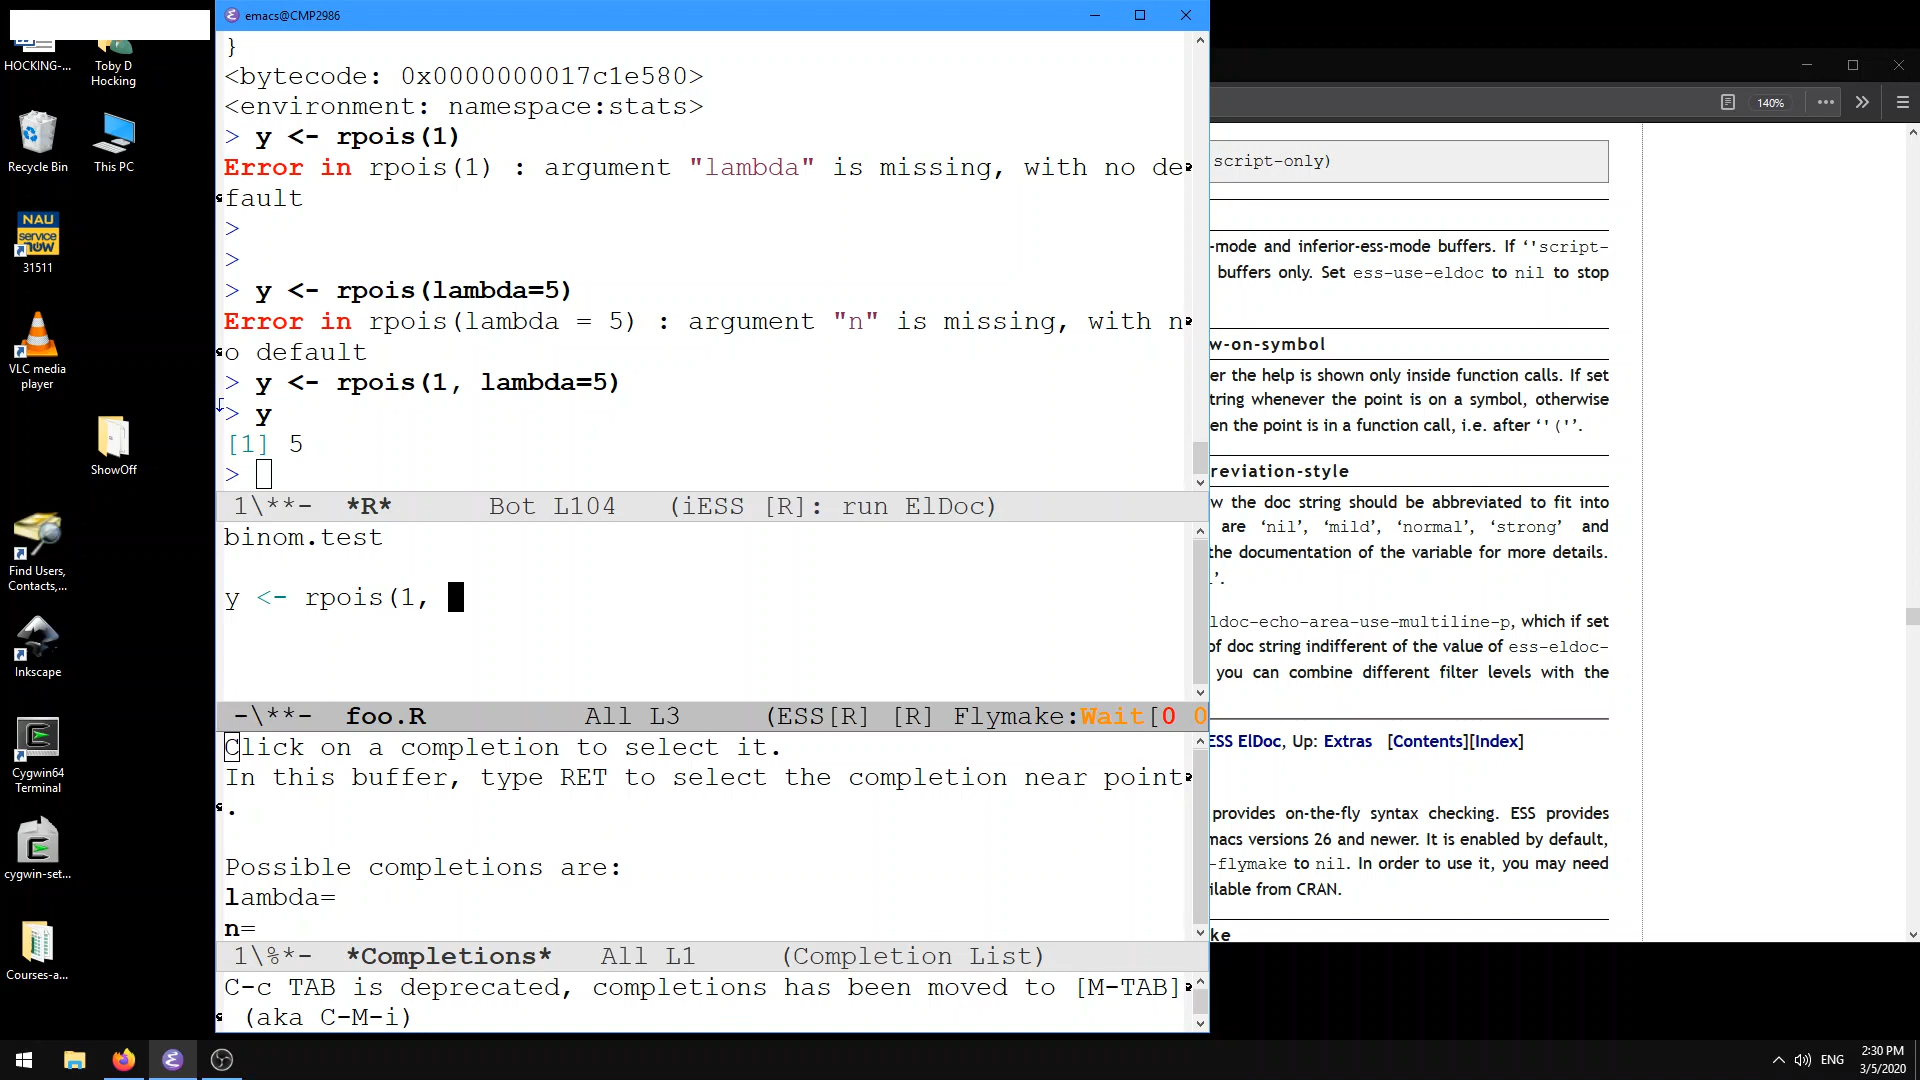 HOCKING-...
Toby D
Hocking
Recycle Bin
This PC
NAU
service
now
31511
VLC media
player
ShowOff
Find Users,
Contacts,...
Inkscape
Cygwin64
Terminal
cygwin-set...
Courses-a...
emacs@CMP2986
}
<bytecode: 0x0000000017c1e580>
<environment: namespace:stats>
> y <- rpois(1)
Error in rpois(1) : argument "lambda" is missing, with no de
fault
>
>
> y <- rpois(lambda=5)
Error in rpois(lambda = 5) : argument "n" is missing, with n
o default
> y <- rpois(1, lambda=5)
> y
[1] 5
>
1\**-  *R*      Bot L104   (iESS [R]: run ElDoc)
binom.test
y <- rpois(1,
-\**-  foo.R          All L3     (ESS[R] [R] Flymake:Wait[0 0
Click on a completion to select it.
In this buffer, type RET to select the completion near point
.
Possible completions are:
lambda=
n=
1\%*-  *Completions*   All L1     (Completion List)
C-c TAB is deprecated, completions has been moved to [M-TAB]
(aka C-M-i)
140%
script-only)
-mode and inferior-ess-mode buffers. If ‘'script-
buffers only. Set ess-use-eldoc to nil to stop
w-on-symbol
er the help is shown only inside function calls. If set
tring whenever the point is on a symbol, otherwise
en the point is in a function call, i.e. after ‘'('’.
reviation-style
w the doc string should be abbreviated to fit into
are ‘nil’, ‘mild’, ‘normal’, ‘strong’ and
the documentation of the variable for more details.
’.
ldoc-echo-area-use-multiline-p, which if set
of doc string indifferent of the value of ess-eldoc-
you can combine different filter levels with the
ESS ElDoc, Up: Extras [Contents][Index]
provides on-the-fly syntax checking. ESS provides
macs versions 26 and newer. It is enabled by default,
-flymake to nil. In order to use it, you may need
ilable from CRAN.
ke
ENG
2:30 PM
3/5/2020